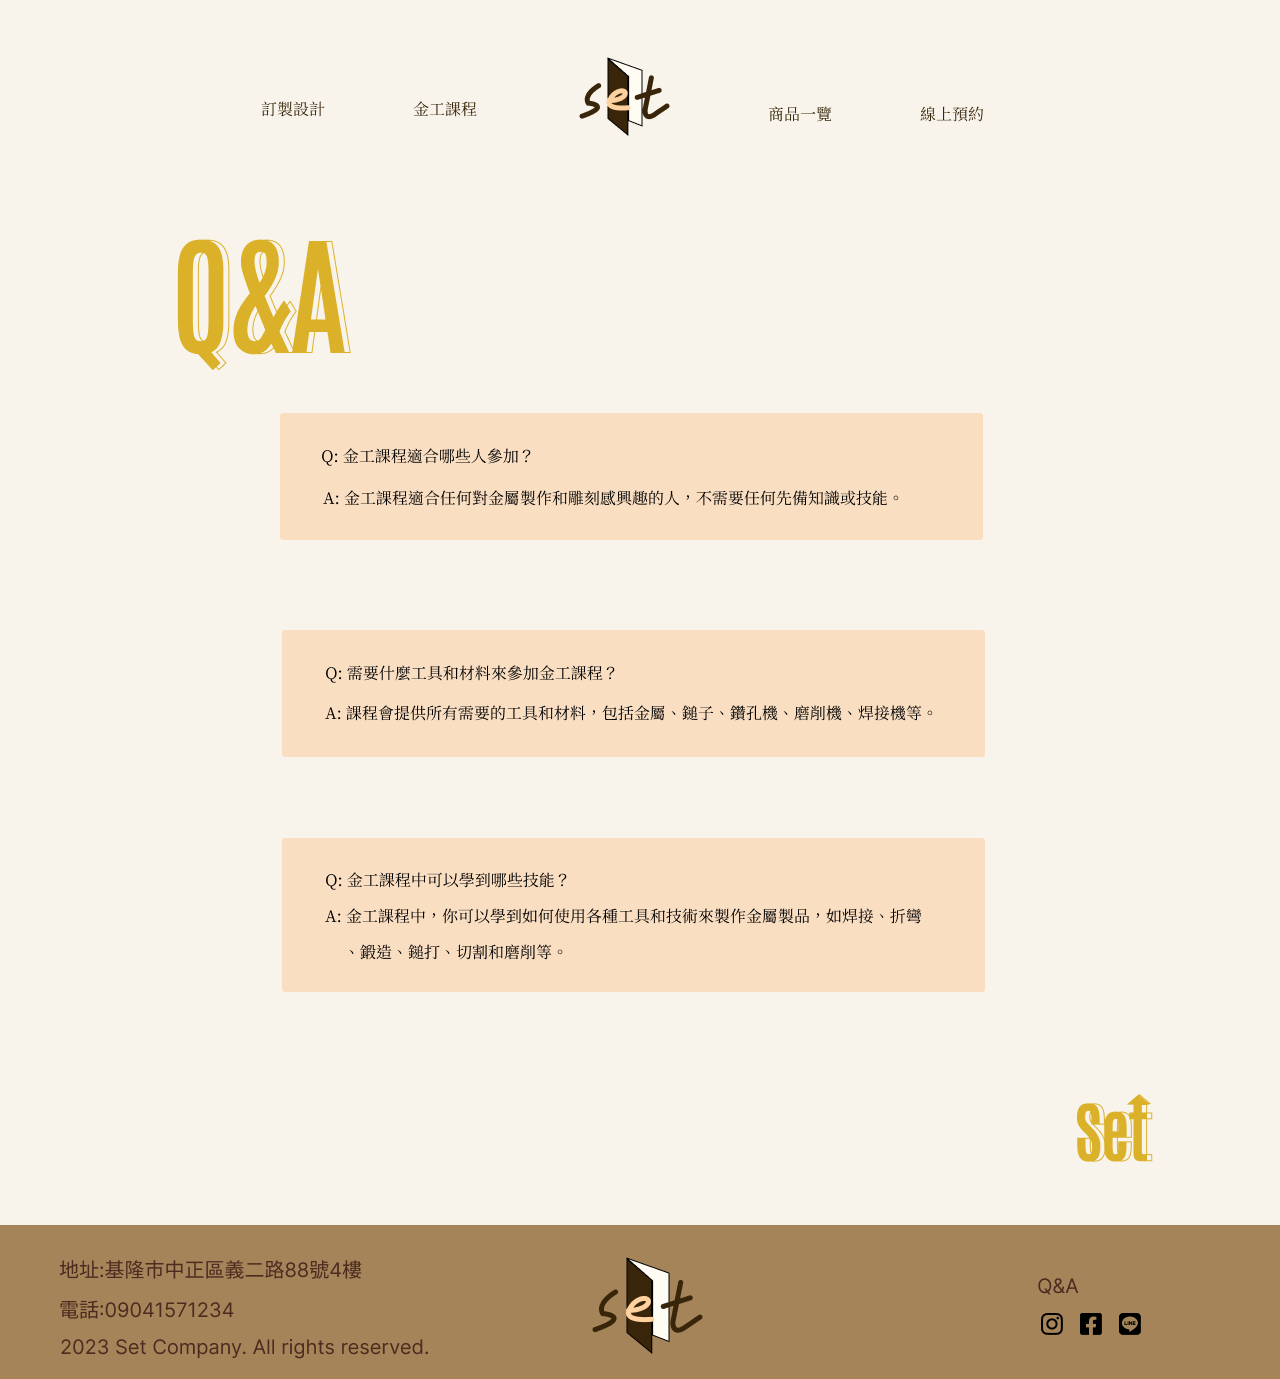 訂製設計
金工課程
set
商品一覽
線上預約
Q&A
Q: 金工課程適合哪些人參加？
A: 金工課程適合任何對金屬製作和雕刻感興趣的人，不需要任何先備知識或技能。
Q: 需要什麼工具和材料來參加金工課程？
A: 課程會提供所有需要的工具和材料，包括金屬、鎚子、鑽孔機、磨削機、焊接機等。
Q: 金工課程中可以學到哪些技能？
A: 金工課程中，你可以學到如何使用各種工具和技術來製作金屬製品，如焊接、折彎
、鍛造、鎚打、切割和磨削等。
Set
地址:基隆市中正區義二路88號4樓
電話:09041571234
2023 Set Company. All rights reserved.
set
Q&A
LINE